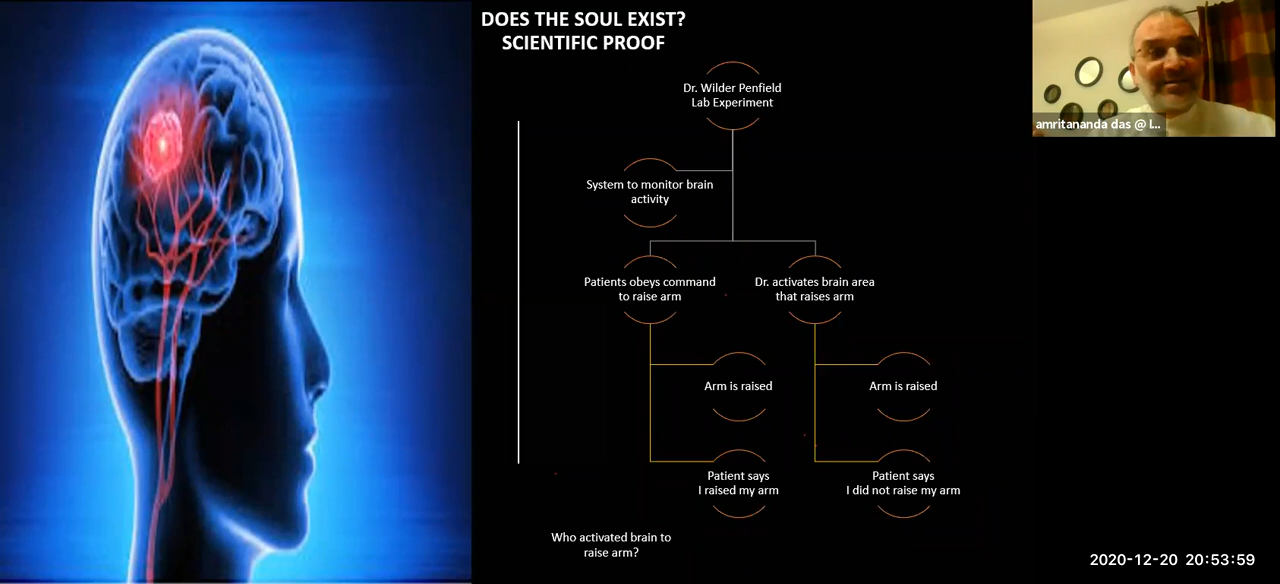 DOES THE SOUL EXIST?
SCIENTIFIC PROOF
Dr. Wilder Penfield
Lab Experiment
System to monitor brain
activity
Patients obeys command
to raise arm
Dr. activates brain area
that raises arm
Arm is raised
Arm is raised
Patient says
I raised my arm
Patient says
I did not raise my arm
Who activated brain to
raise arm?
amritananda das @ l...
2020-12-20 20:53:59